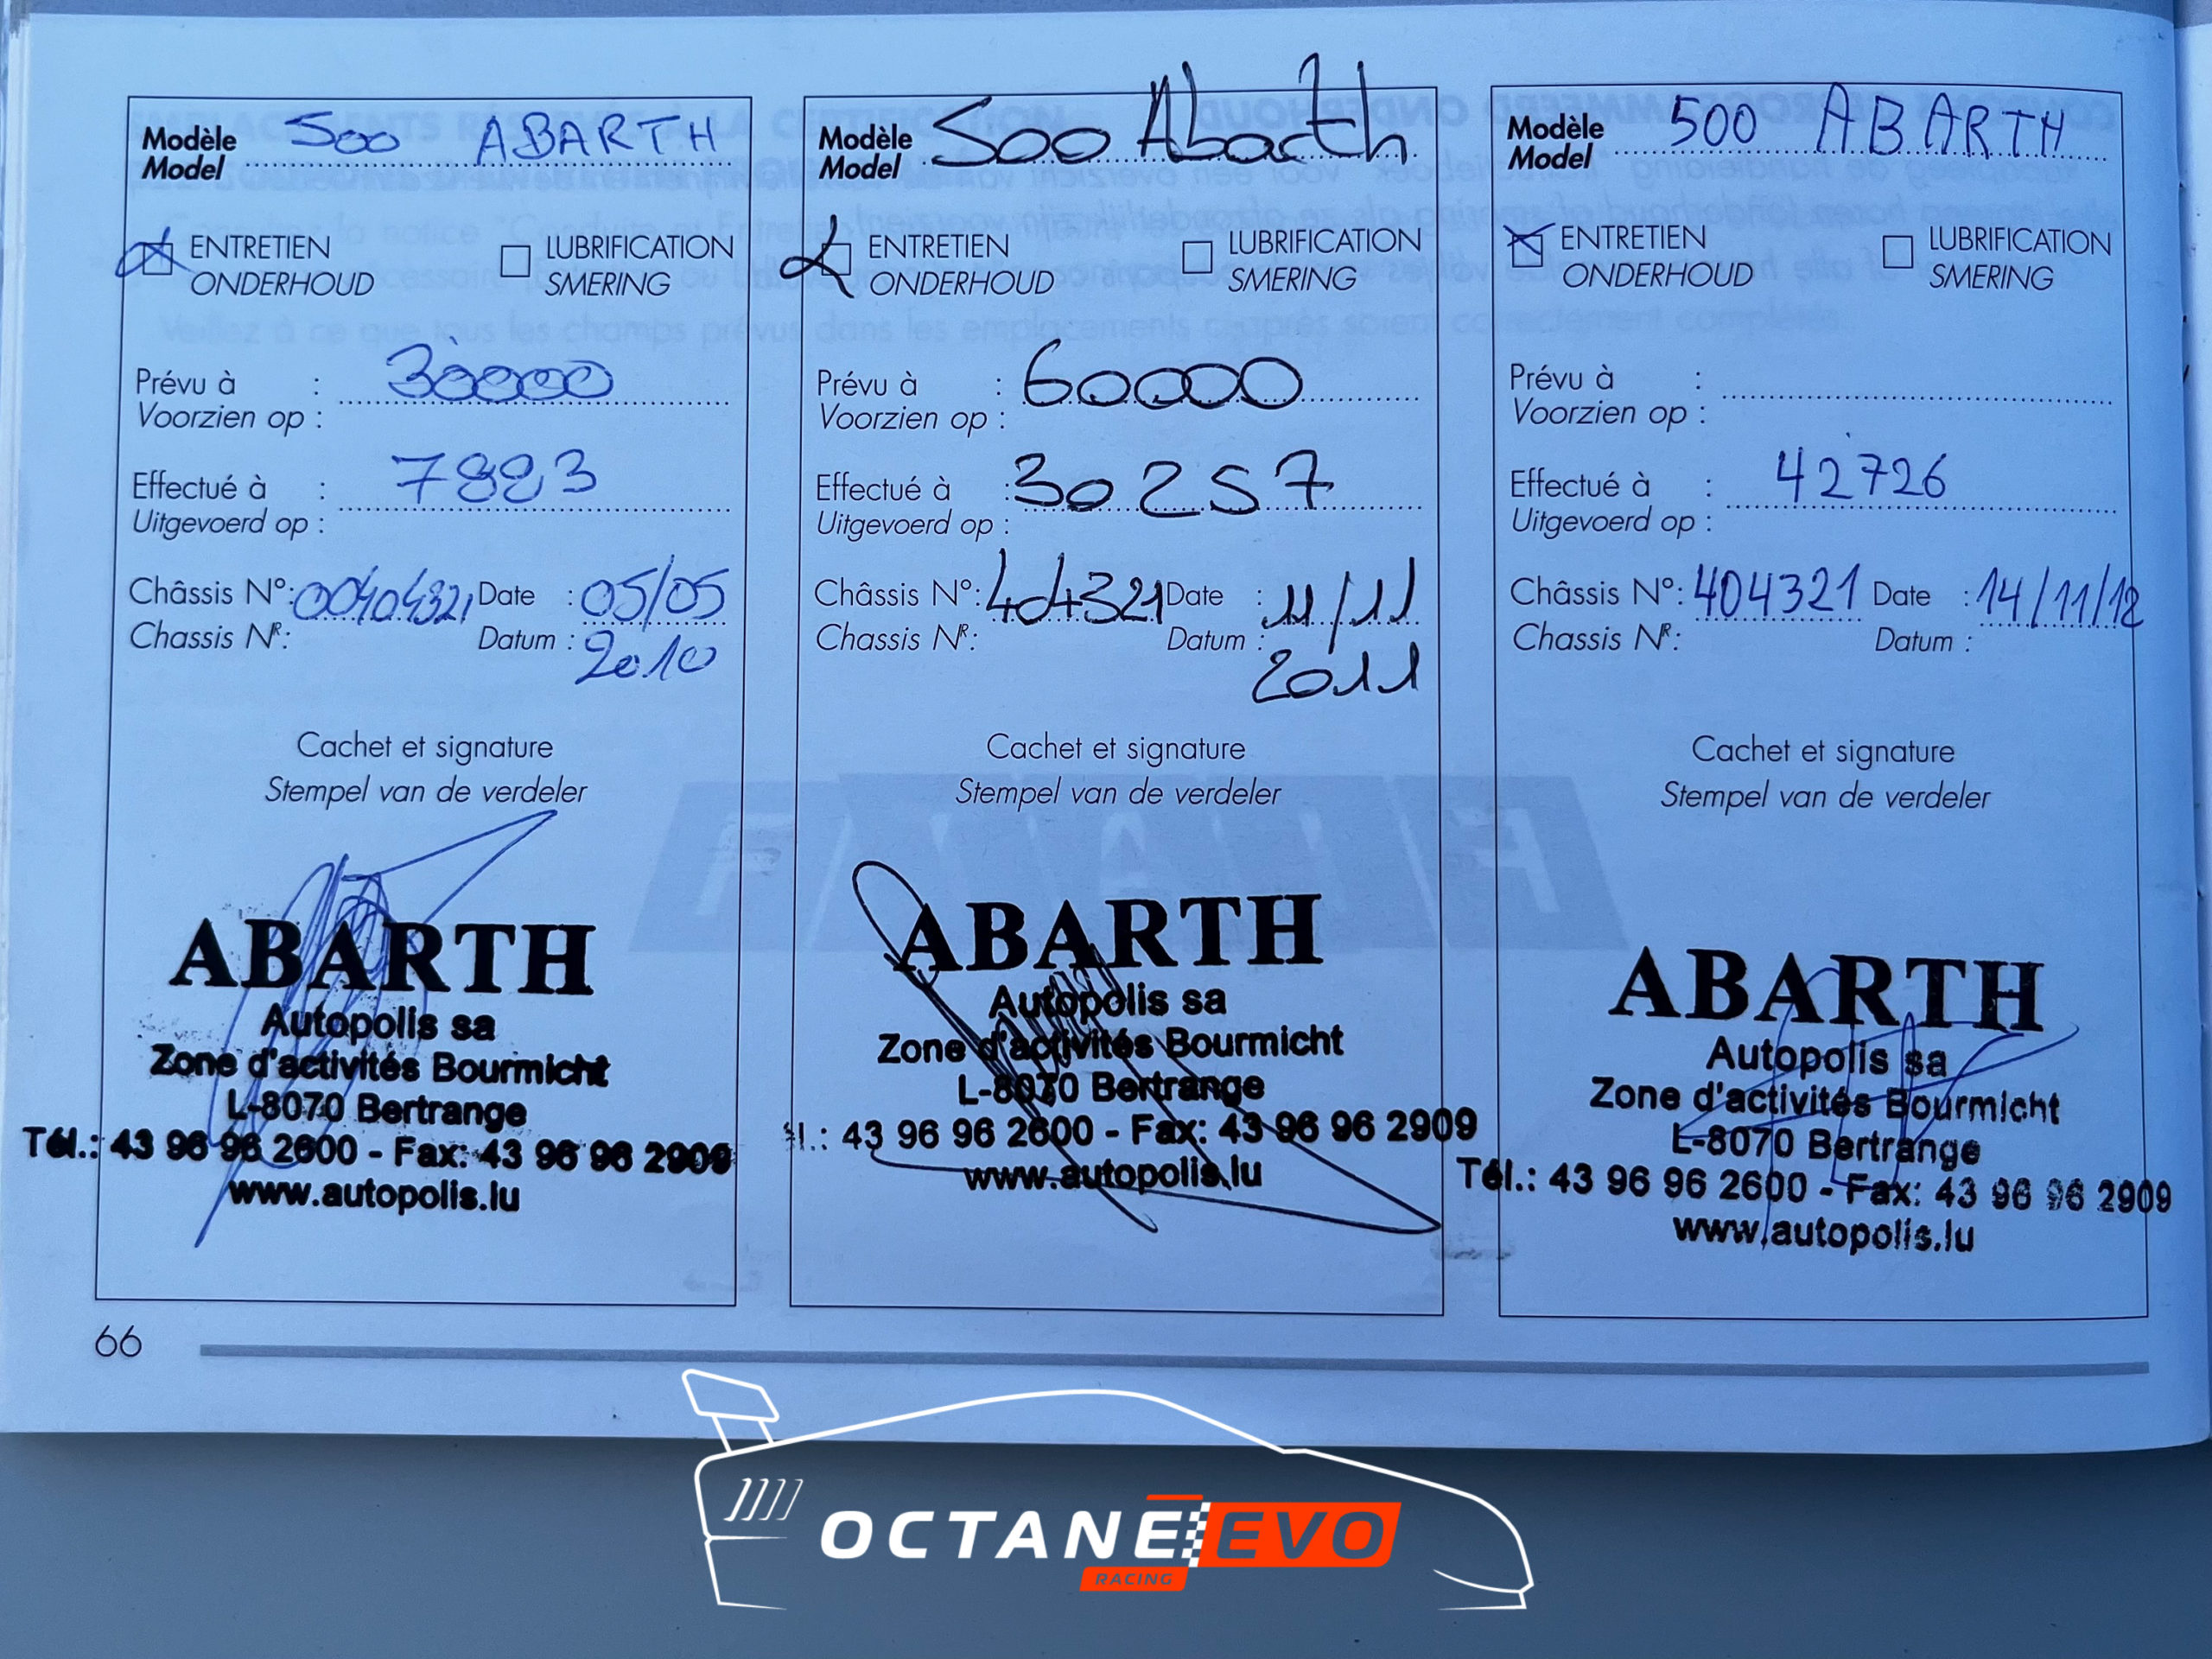 Modèle
Model 500 ABARTH
ENTRETIEN
ONDERHOUD
LUBRIFICATION
SMERING
Prévu à : 30000
Voorzien op :
Effectué à : 7883
Uitgevoerd op :
Châssis N°: 00404321 Date : 05/05
Chassis NR: Datum : 2010
Cachet et signature
Stempel van de verdeler
ABARTH
Autopolis sa
Zone d'activités Bourmicht
L-8070 Bertrange
Tél.: 43 96 96 2600 - Fax: 43 96 96 2909
www.autopolis.lu
Modèle
Model 500 Abarth
ENTRETIEN
ONDERHOUD
LUBRIFICATION
SMERING
Prévu à : 60000
Voorzien op :
Effectué à : 30257
Uitgevoerd op :
Châssis N°: 404321 Date : 11/11
Chassis NR: Datum : 2011
Cachet et signature
Stempel van de verdeler
ABARTH
Autopolis sa
Zone d'activités Bourmicht
L-8070 Bertrange
l.: 43 96 96 2600 - Fax: 43 96 96 2909
www.autopolis.lu
Modèle
Model 500 ABARTH
ENTRETIEN
ONDERHOUD
LUBRIFICATION
SMERING
Prévu à :
Voorzien op :
Effectué à : 42726
Uitgevoerd op :
Châssis N°: 404321 Date : 14/11/12
Chassis NR: Datum :
Cachet et signature
Stempel van de verdeler
ABARTH
Autopolis sa
Zone d'activités Bourmicht
L-8070 Bertrange
Tél.: 43 96 96 2600 - Fax: 43 96 96 2909
www.autopolis.lu
66
OCTANE EVO
RACING